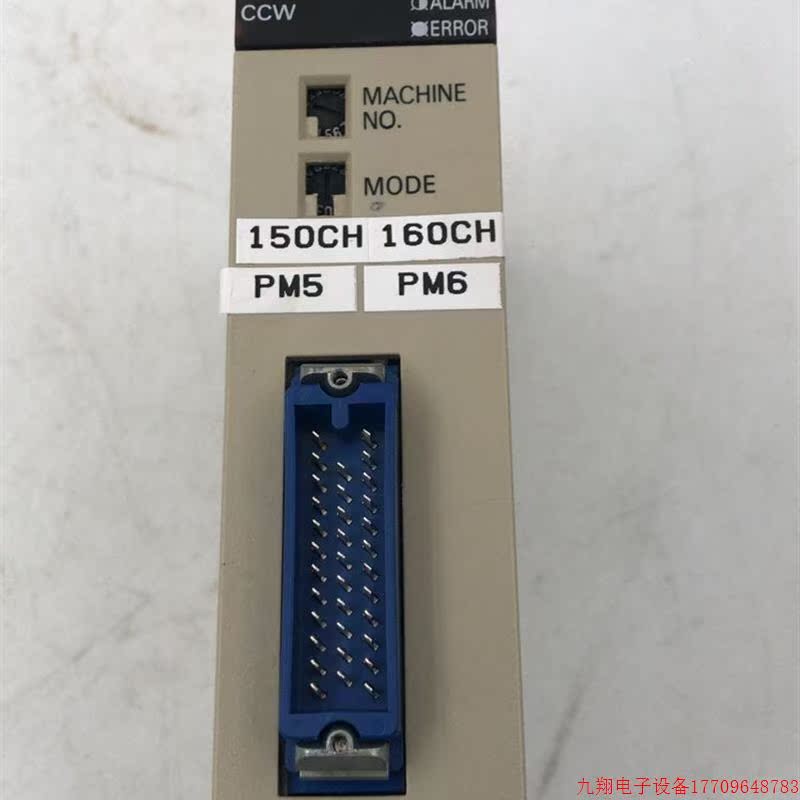 CCW
ALARM
ERROR
MACHINE
NO.
MODE
150CH 160CH
PM5 PM6
九翔电子设备17709648783